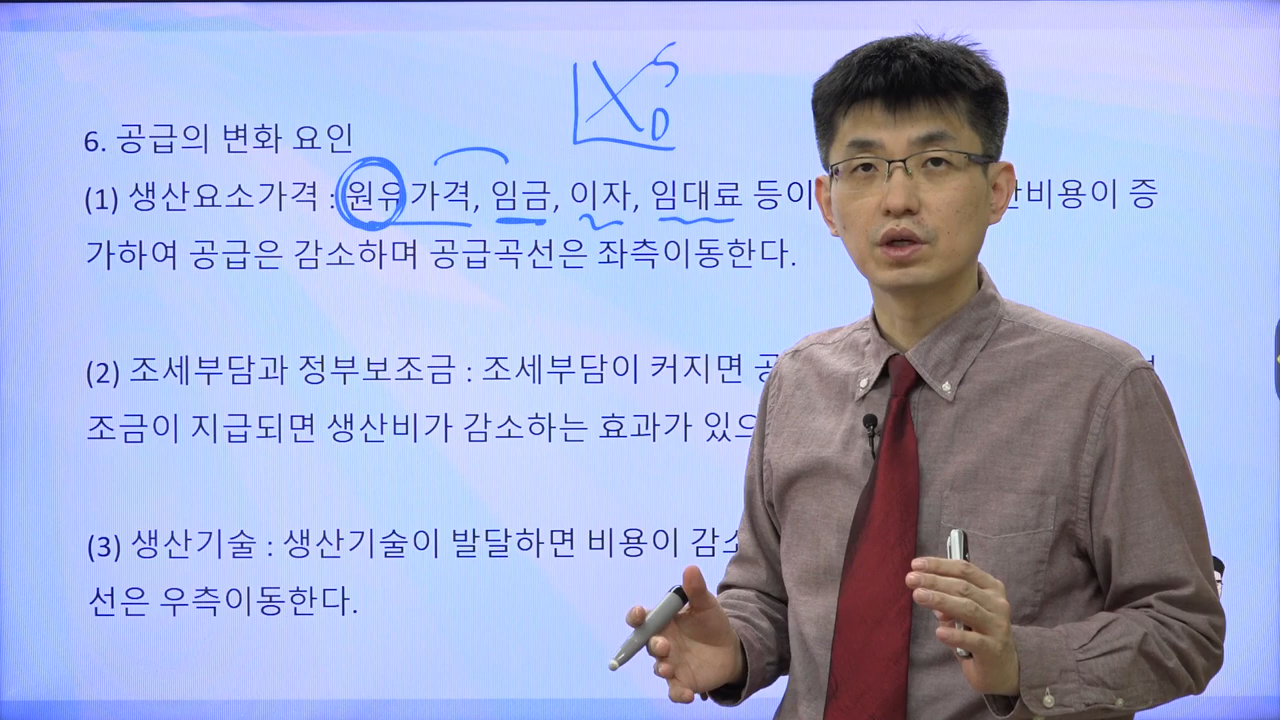 S
D
6. 공급의 변화 요인
(1) 생산요소가격 : 원유가격, 임금, 이자, 임대료 등이 비용이 증
가하여 공급은 감소하며 공급곡선은 좌측이동한다.
(2) 조세부담과 정부보조금 : 조세부담이 커지면
조금이 지급되면 생산비가 감소하는 효과가
(3) 생산기술 : 생산기술이 발달하면 비용이
선은 우측이동한다.